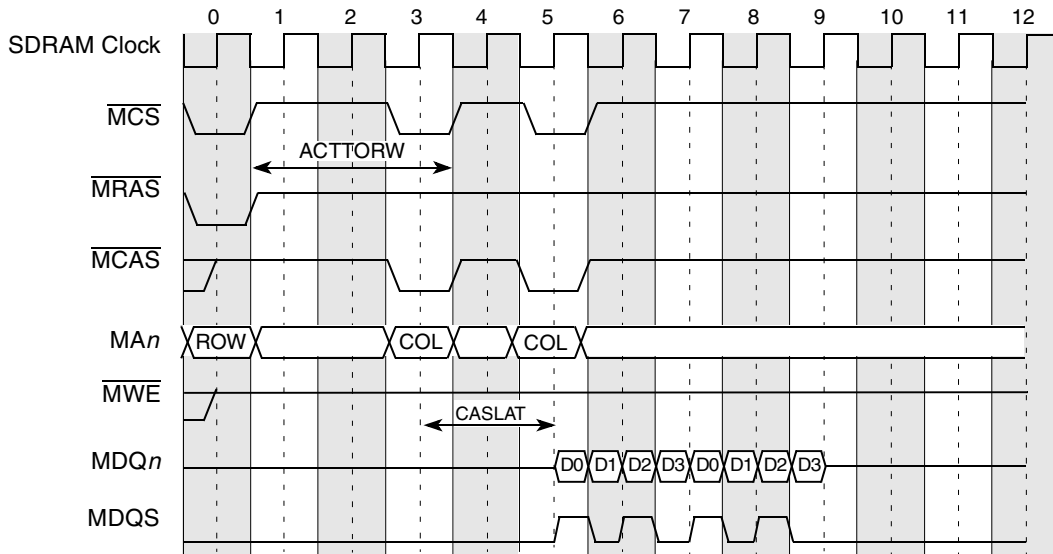 0 1 2 3 4 5 6 7 8 9 10 11 12
SDRAM Clock
MCS
ACTTORW
MRAS
MCAS
MAn ROW COL COL
MWE
CASLAT
MDQn D0 D1 D2 D3 D0 D1 D2 D3
MDQS